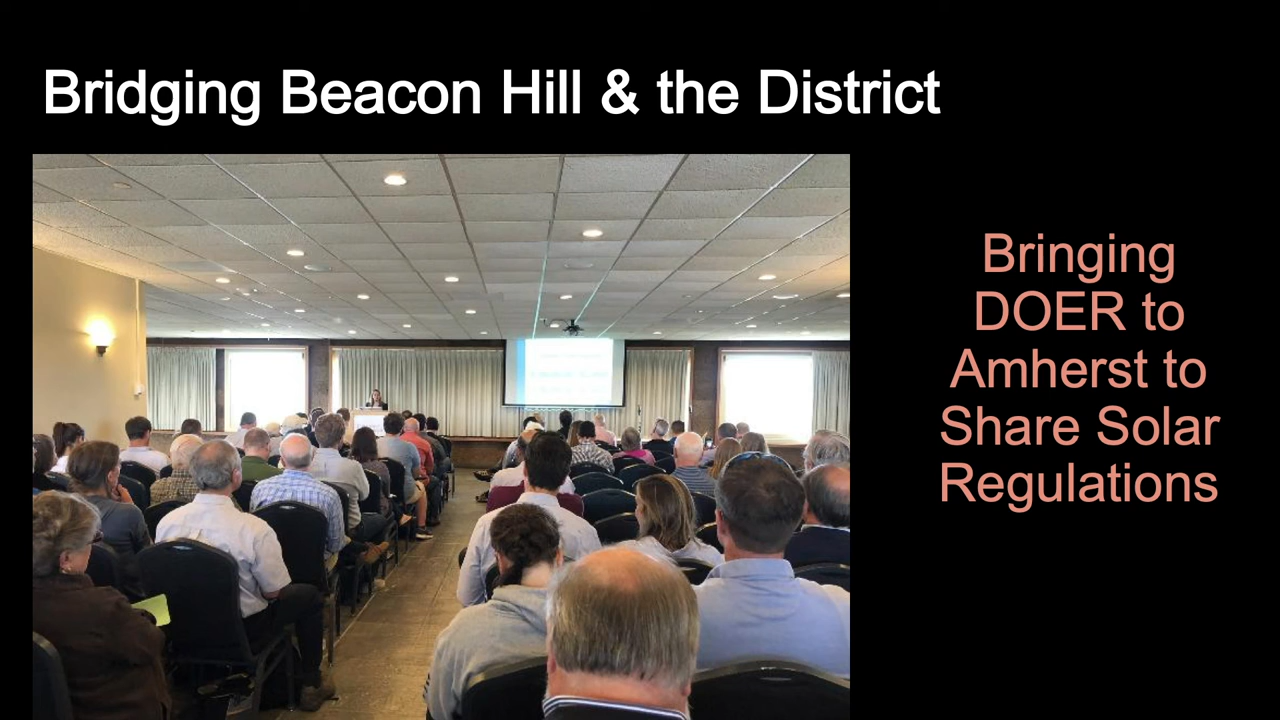 Bridging Beacon Hill & the District
Bringing
DOER to
Amherst to
Share Solar
Regulations